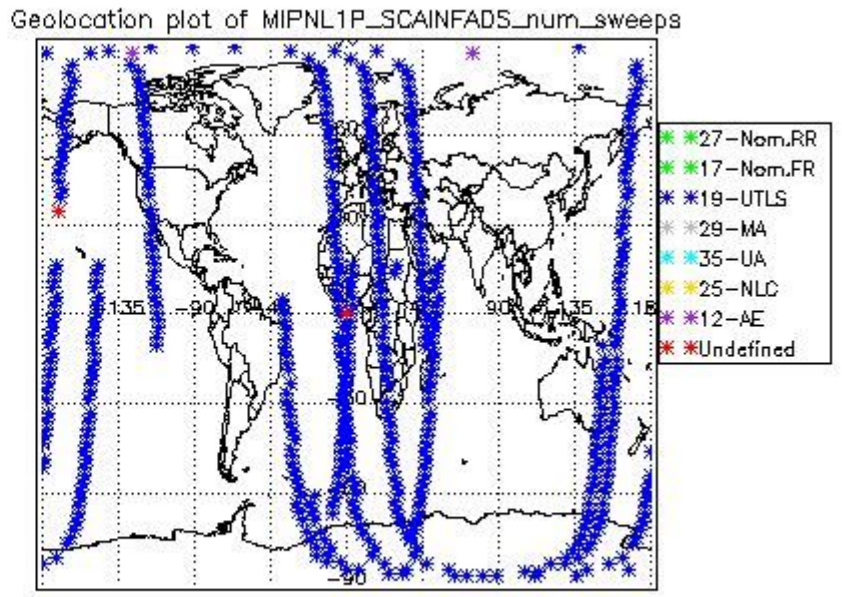 Geolocation plot of MIPNL1P_SCAINFADS_num_sweeps
27-Nom.RR
17-Nom.FR
19-UTLS
29-MA
35-UA
25-NLC
12-AE
Undefined
135 -90 90 135 18
-90